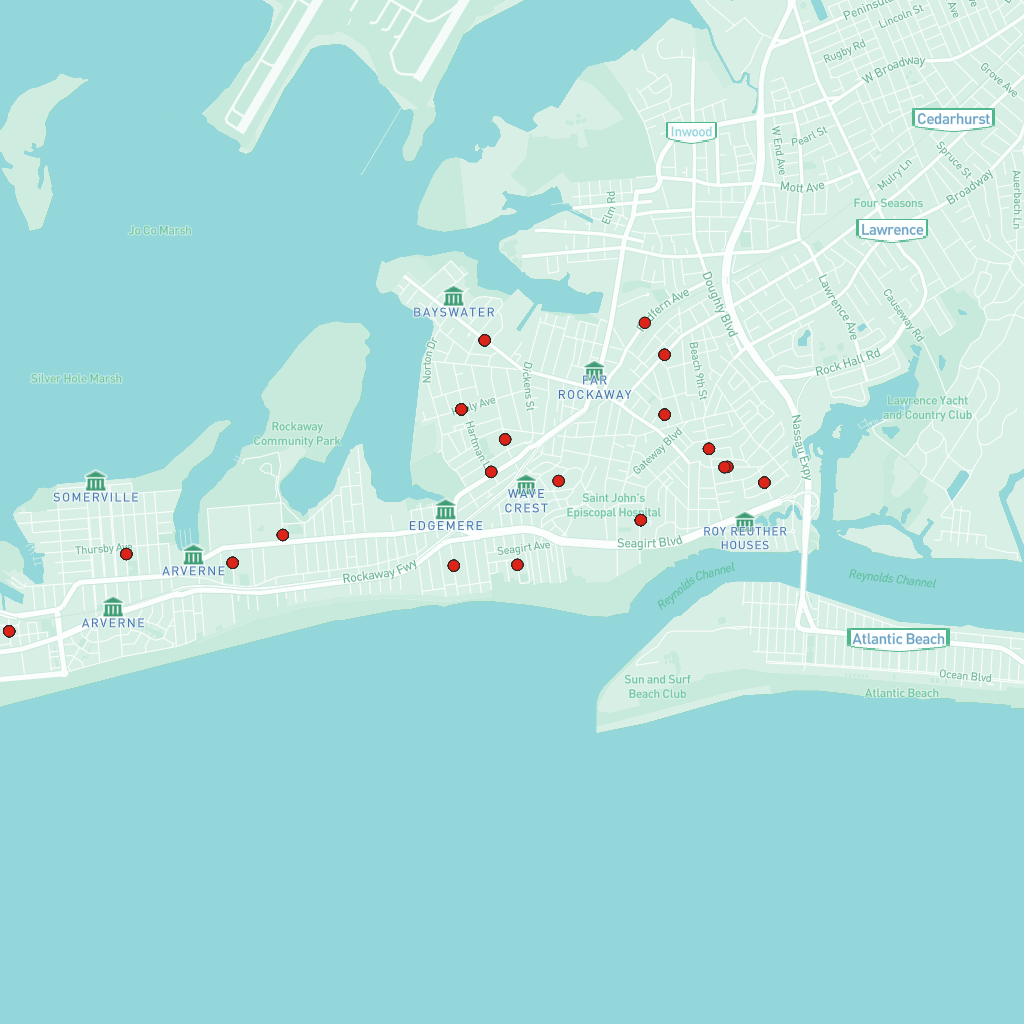 Peninsula
Lincoln St
Ave
Ave
Rugby Rd
W Broadway
Grove Ave
Cedarhurst
Inwood
W End Ave
Pearl St
Spruce St
Mulry Ln
Mott Ave
Broadway
Auerbach Ln
Elm Rd
Four Seasons
Jo Co Marsh
Lawrence
BAYSWATER
Doughty Blvd
Lawrence Ave
Causeway Rd
Norton Dr
Beach 9th St
Rock Hall Rd
Silver Hole Marsh
Dickens St
FAR
ROCKAWAY
Lawrence Yacht
and Country Club
Rockaway
Community Park
Hartman
Gateway Blvd
Nassau Expy
SOMERVILLE
WAVE
CREST
Saint John's
Episcopal Hospital
EDGEMERE
ROY REUTHER
HOUSES
Thursby Ave
Seagirt Ave
Seagirt Blvd
ARVERNE
Rockaway Fwy
Reynolds Channel
Reynolds Channel
ARVERNE
Atlantic Beach
Sun and Surf
Beach Club
Ocean Blvd
Atlantic Beach